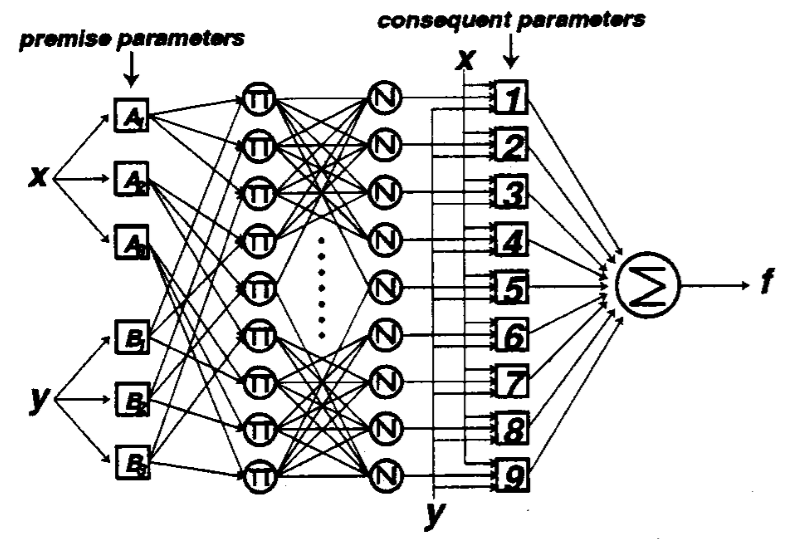 premise parameters
consequent parameters
x
y
x
y
A1
A2
A3
B1
B2
B3
Π
Π
Π
Π
Π
Π
Π
Π
Π
N
N
N
N
N
N
N
N
N
1
2
3
4
5
6
7
8
9
Σ
f